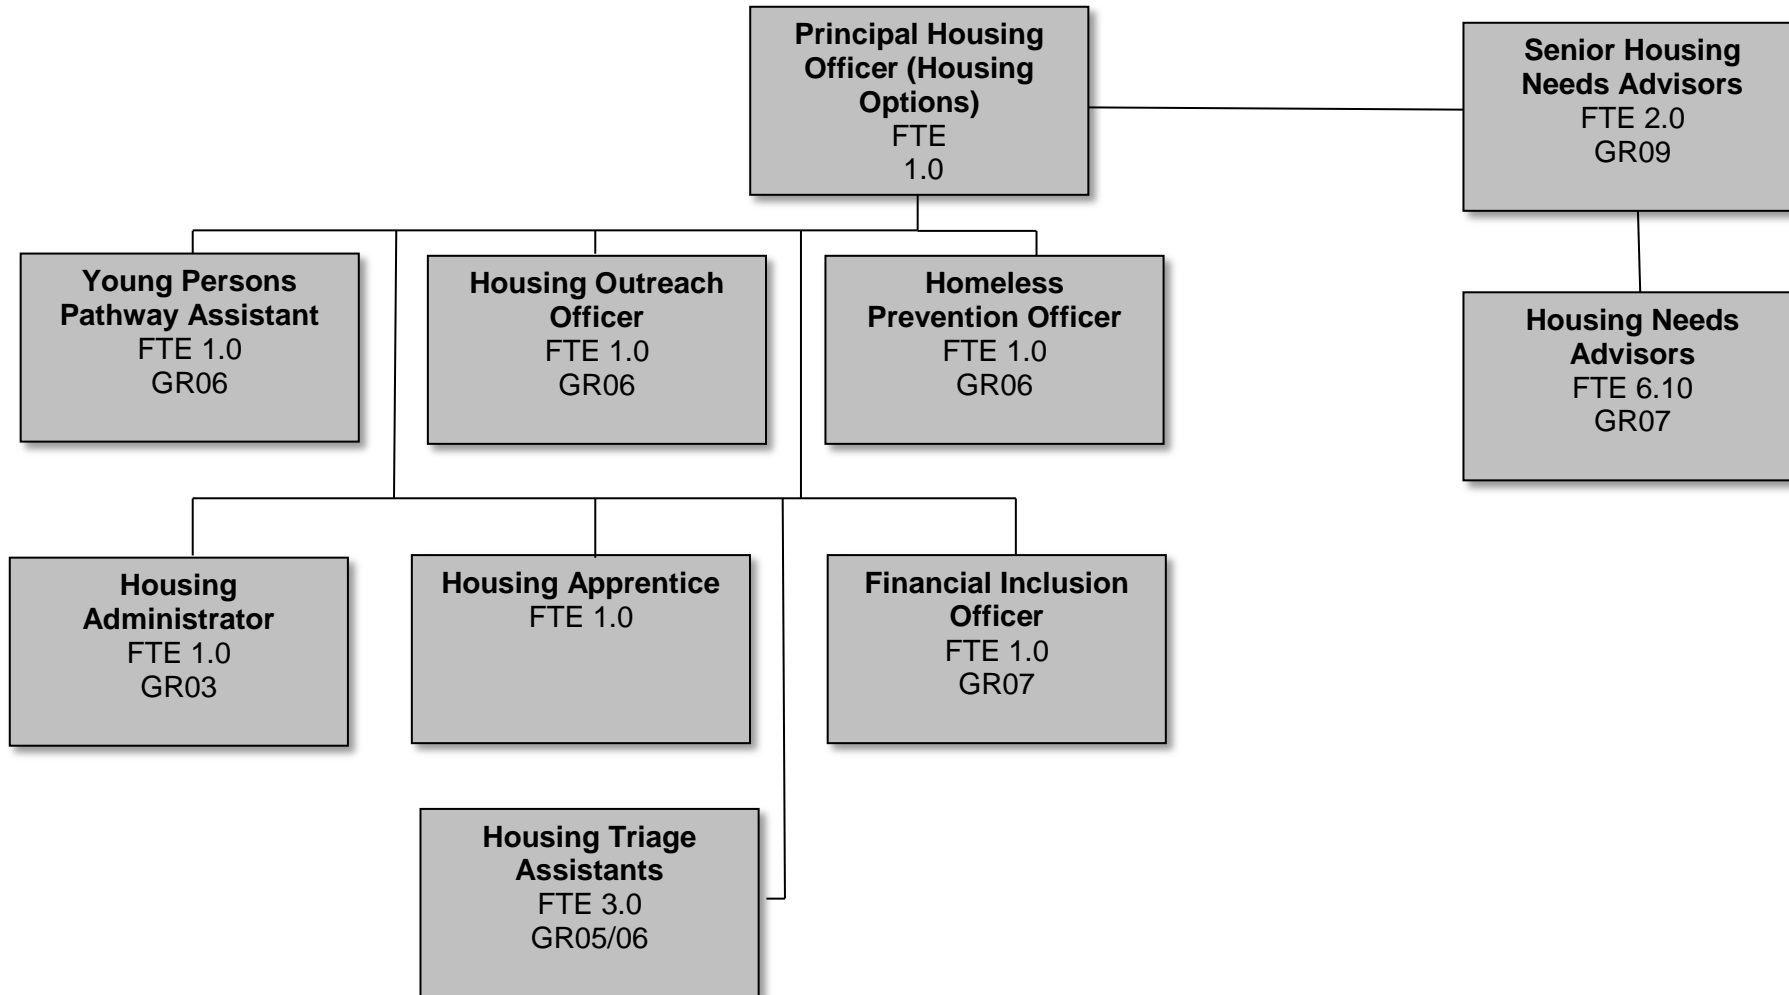 Principal Housing
Officer (Housing
Options)
FTE
1.0
Senior Housing
Needs Advisors
FTE 2.0
GR09
Young Persons
Pathway Assistant
FTE 1.0
GR06
Housing Outreach
Officer
FTE 1.0
GR06
Homeless
Prevention Officer
FTE 1.0
GR06
Housing Needs
Advisors
FTE 6.10
GR07
Housing
Administrator
FTE 1.0
GR03
Housing Apprentice
FTE 1.0
Financial Inclusion
Officer
FTE 1.0
GR07
Housing Triage
Assistants
FTE 3.0
GR05/06